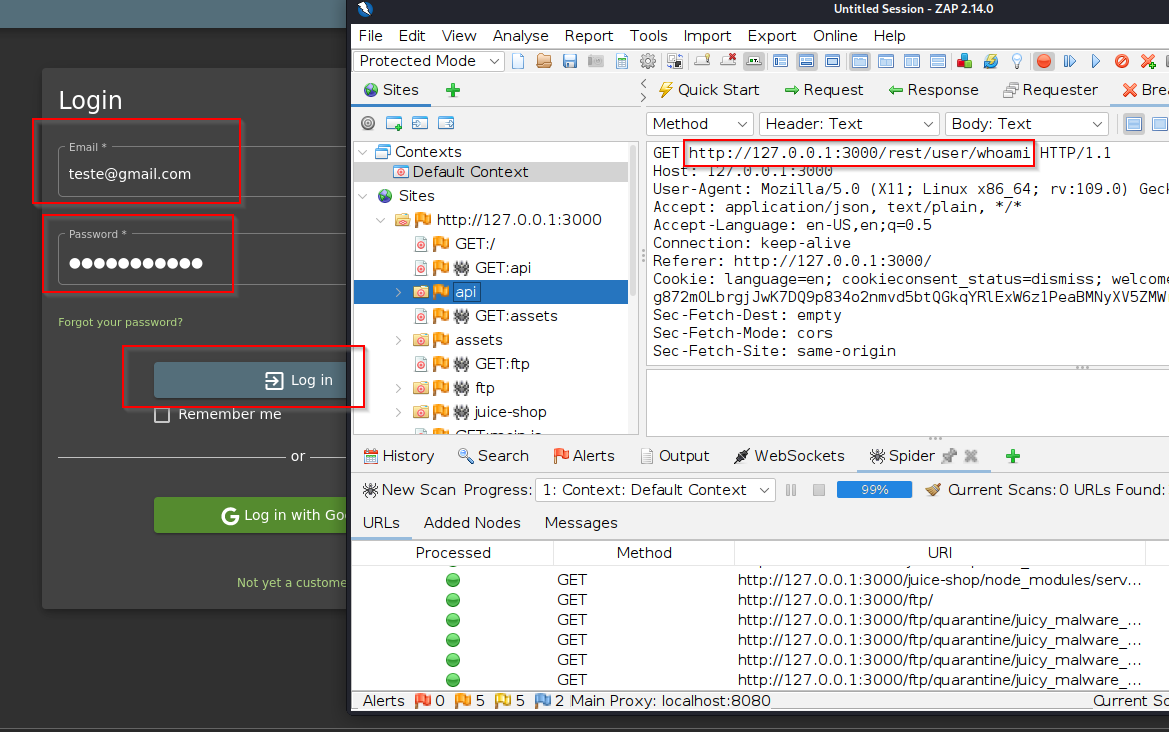 Login
Email *
teste@gmail.com
Password *
●●●●●●●●●●●
Forgot your password?
Log in
Remember me
or
Log in with Goo
Not yet a custome
Untitled Session - ZAP 2.14.0
File Edit View Analyse Report Tools Import Export Online Help
Protected Mode
Sites
Quick Start Request Response Requester Brea
Method Header: Text Body: Text
Contexts
Default Context
Sites
http://127.0.0.1:3000
GET:/
GET:api
api
GET:assets
assets
GET:ftp
ftp
juice-shop
GET http://127.0.0.1:3000/rest/user/whoami HTTP/1.1
Host: 127.0.0.1:3000
User-Agent: Mozilla/5.0 (X11; Linux x86_64; rv:109.0) Geck
Accept: application/json, text/plain, */*
Accept-Language: en-US,en;q=0.5
Connection: keep-alive
Referer: http://127.0.0.1:3000/
Cookie: language=en; cookieconsent_status=dismiss; welcome
Sec-Fetch-Dest: empty
Sec-Fetch-Mode: cors
Sec-Fetch-Site: same-origin
History Search Alerts Output WebSockets Spider
New Scan Progress: 1: Context: Default Context 99% Current Scans: 0 URLs Found:
URLs Added Nodes Messages
Processed Method URI
GET http://127.0.0.1:3000/juice-shop/node_modules/serv...
GET http://127.0.0.1:3000/ftp/
GET http://127.0.0.1:3000/ftp/quarantine/juicy_malware_...
GET http://127.0.0.1:3000/ftp/quarantine/juicy_malware_...
GET http://127.0.0.1:3000/ftp/quarantine/juicy_malware_...
GET http://127.0.0.1:3000/ftp/quarantine/juicy_malware_...
Alerts 0 5 5 2 Main Proxy: localhost:8080 Current Sc